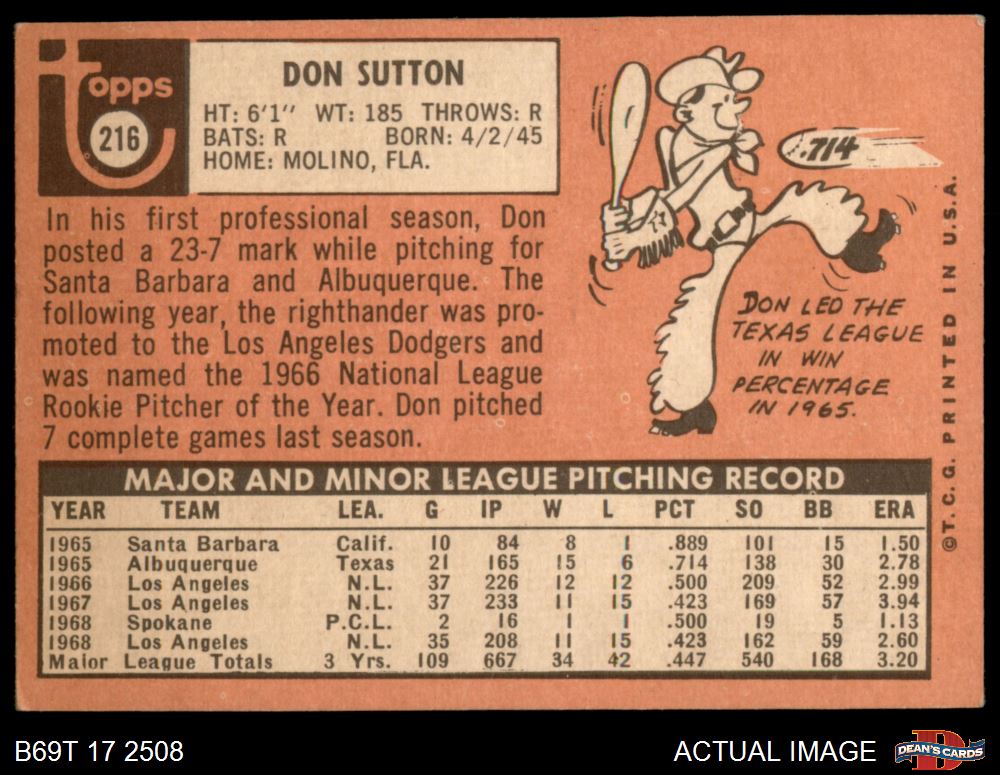 Topps
216
DON SUTTON
HT: 6'1" WT: 185 THROWS: R
BATS: R BORN: 4/2/45
HOME: MOLINO, FLA.
In his first professional season, Don
posted a 23-7 mark while pitching for
Santa Barbara and Albuquerque. The
following year, the righthander was pro-
moted to the Los Angeles Dodgers and
was named the 1966 National League
Rookie Pitcher of the Year. Don pitched
7 complete games last season.
.714
DON LED THE
TEXAS LEAGUE
IN WIN
PERCENTAGE
IN 1965.
©T. C. G. PRINTED IN U.S.A.
MAJOR AND MINOR LEAGUE PITCHING RECORD
YEAR TEAM LEA. G IP W L PCT SO BB ERA
1965 Santa Barbara Calif. 10 84 8 1 .889 101 15 1.50
1965 Albuquerque Texas 21 165 15 6 .714 138 30 2.78
1966 Los Angeles N.L. 37 226 12 12 .500 209 52 2.99
1967 Los Angeles N.L. 37 233 11 15 .423 169 57 3.94
1968 Spokane P.C.L. 2 16 1 1 .500 19 5 1.13
1968 Los Angeles N.L. 35 208 11 15 .423 162 59 2.60
Major League Totals 3 Yrs. 109 667 34 42 .447 540 168 3.20
B69T 17 2508
ACTUAL IMAGE
D
DEAN'S CARDS